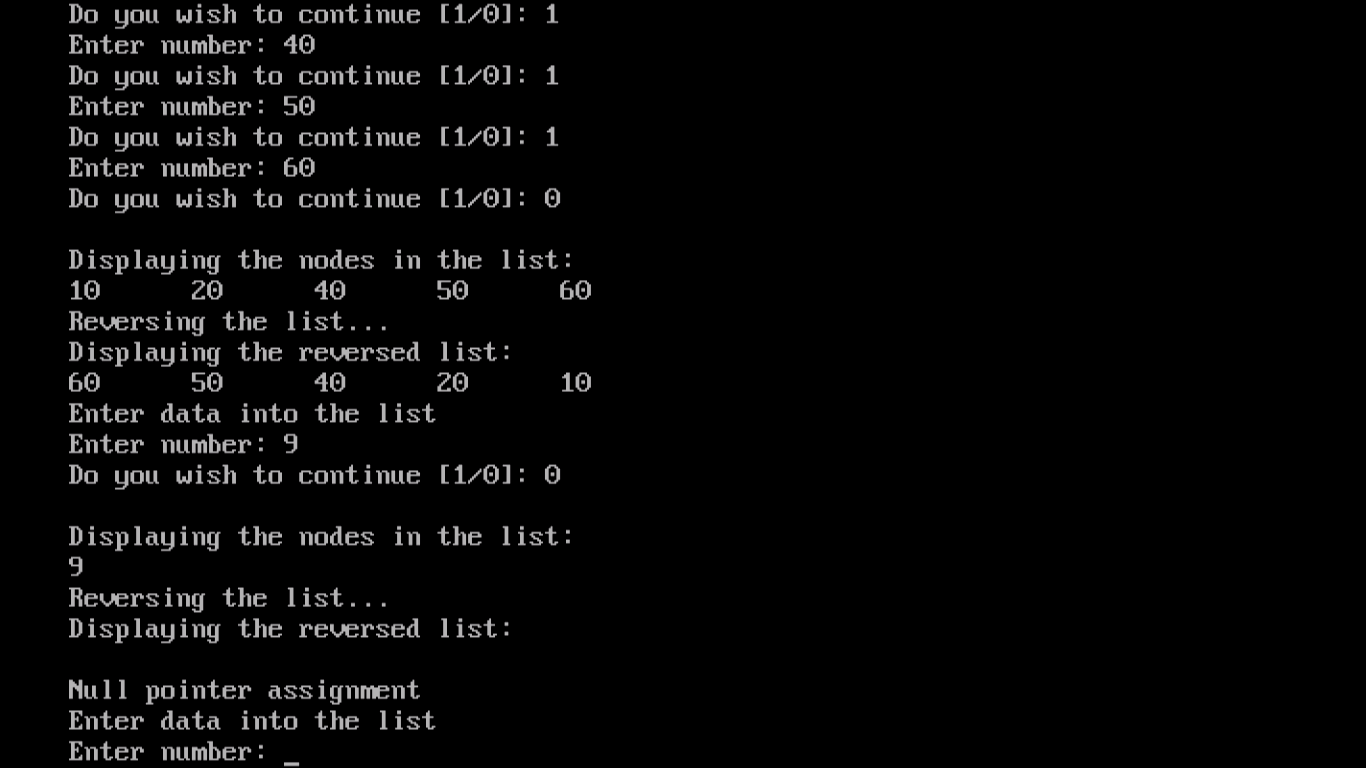 Do you wish to continue [1/0]: 1
Enter number: 40
Do you wish to continue [1/0]: 1
Enter number: 50
Do you wish to continue [1/0]: 1
Enter number: 60
Do you wish to continue [1/0]: 0
Displaying the nodes in the list:
10 20 40 50 60
Reversing the list...
Displaying the reversed list:
60 50 40 20 10
Enter data into the list
Enter number: 9
Do you wish to continue [1/0]: 0
Displaying the nodes in the list:
9
Reversing the list...
Displaying the reversed list:
Null pointer assignment
Enter data into the list
Enter number: _